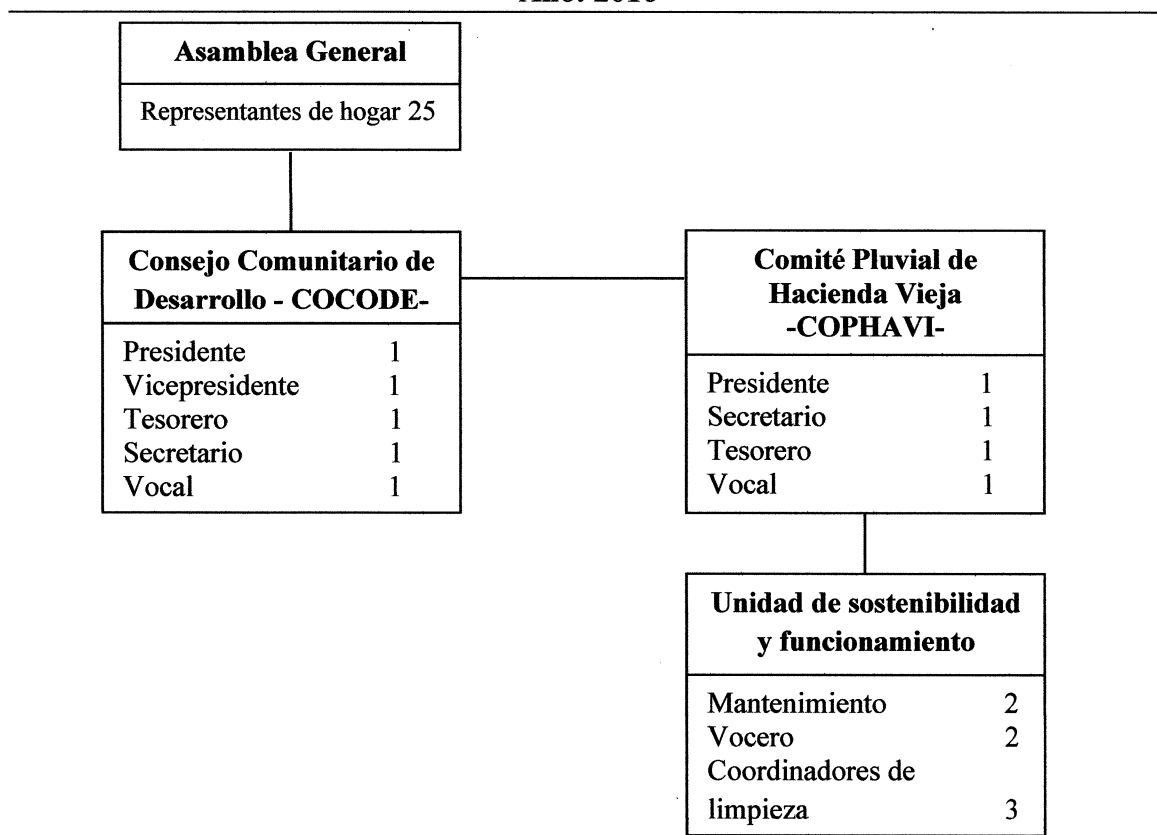 Asamblea General
Representantes de hogar 25
Consejo Comunitario de
Desarrollo - COCODE-
Presidente 1
Vicepresidente 1
Tesorero 1
Secretario 1
Vocal 1
Comité Pluvial de
Hacienda Vieja
-COPHAVI-
Presidente 1
Secretario 1
Tesorero 1
Vocal 1
Unidad de sostenibilidad
y funcionamiento
Mantenimiento 2
Vocero 2
Coordinadores de
limpieza 3